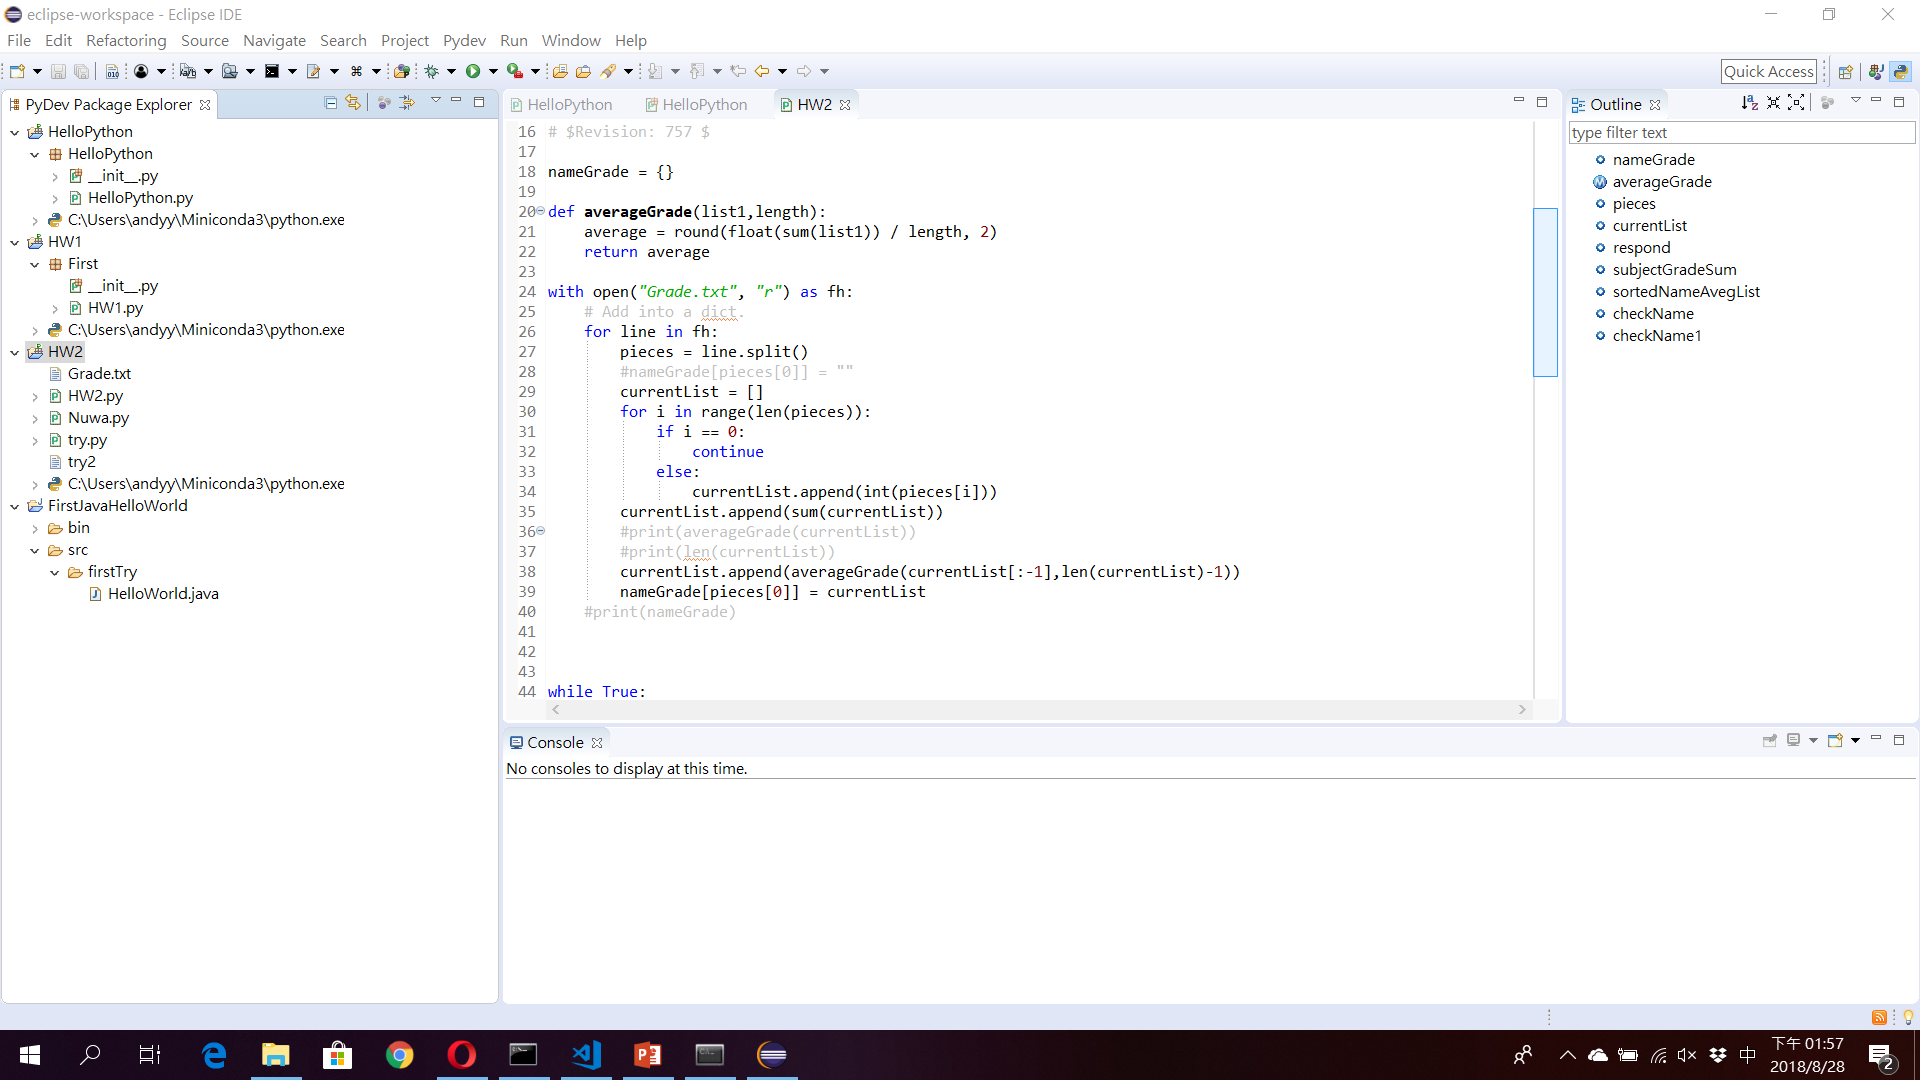 eclipse-workspace - Eclipse IDE
File Edit Refactoring Source Navigate Search Project Pydev Run Window Help
Quick Access
PyDev Package Explorer
HelloPython
HelloPython
__init__.py
HelloPython.py
C:\Users\andyy\Miniconda3\python.exe
HW1
First
__init__.py
HW1.py
C:\Users\andyy\Miniconda3\python.exe
HW2
Grade.txt
HW2.py
Nuwa.py
try.py
try2
C:\Users\andyy\Miniconda3\python.exe
FirstJavaHelloWorld
bin
src
firstTry
HelloWorld.java
HelloPython HelloPython HW2
16 # $Revision: 757 $
17
18 nameGrade = {}
19
20 def averageGrade(list1,length):
21     average = round(float(sum(list1)) / length, 2)
22     return average
23
24 with open("Grade.txt", "r") as fh:
25     # Add into a dict.
26     for line in fh:
27         pieces = line.split()
28         #nameGrade[pieces[0]] = ""
29         currentList = []
30         for i in range(len(pieces)):
31             if i == 0:
32                 continue
33             else:
34                 currentList.append(int(pieces[i]))
35         currentList.append(sum(currentList))
36         #print(averageGrade(currentList))
37         #print(len(currentList))
38         currentList.append(averageGrade(currentList[:-1],len(currentList)-1))
39         nameGrade[pieces[0]] = currentList
40     #print(nameGrade)
41
42
43
44 while True:
Outline
type filter text
nameGrade
averageGrade
pieces
currentList
respond
subjectGradeSum
sortedNameAvegList
checkName
checkName1
Console
No consoles to display at this time.
中
下午 01:57
2018/8/28
2